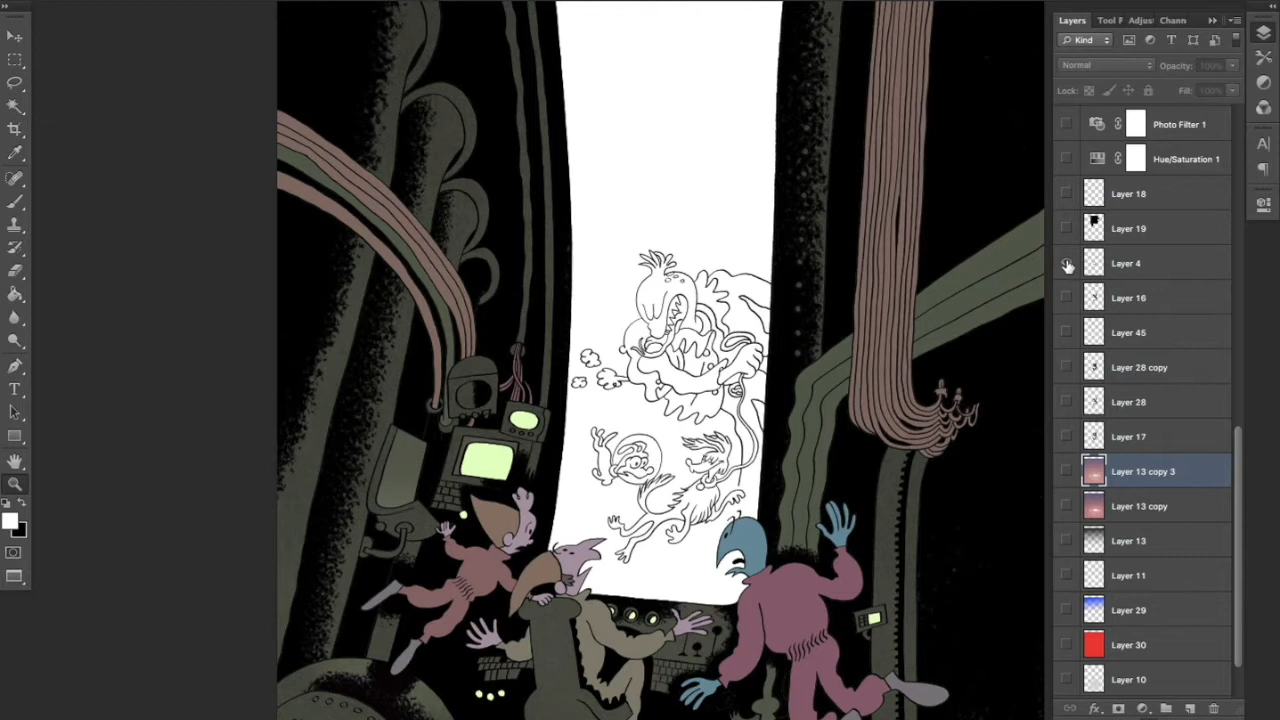 Layers Tool F Adjus Chann
Kind
Normal Opacity: 100%
Lock: Fill: 100%
Photo Filter 1
Hue/Saturation 1
Layer 18
Layer 19
Layer 4
Layer 16
Layer 45
Layer 28 copy
Layer 28
Layer 17
Layer 13 copy 3
Layer 13 copy
Layer 13
Layer 11
Layer 29
Layer 30
Layer 10